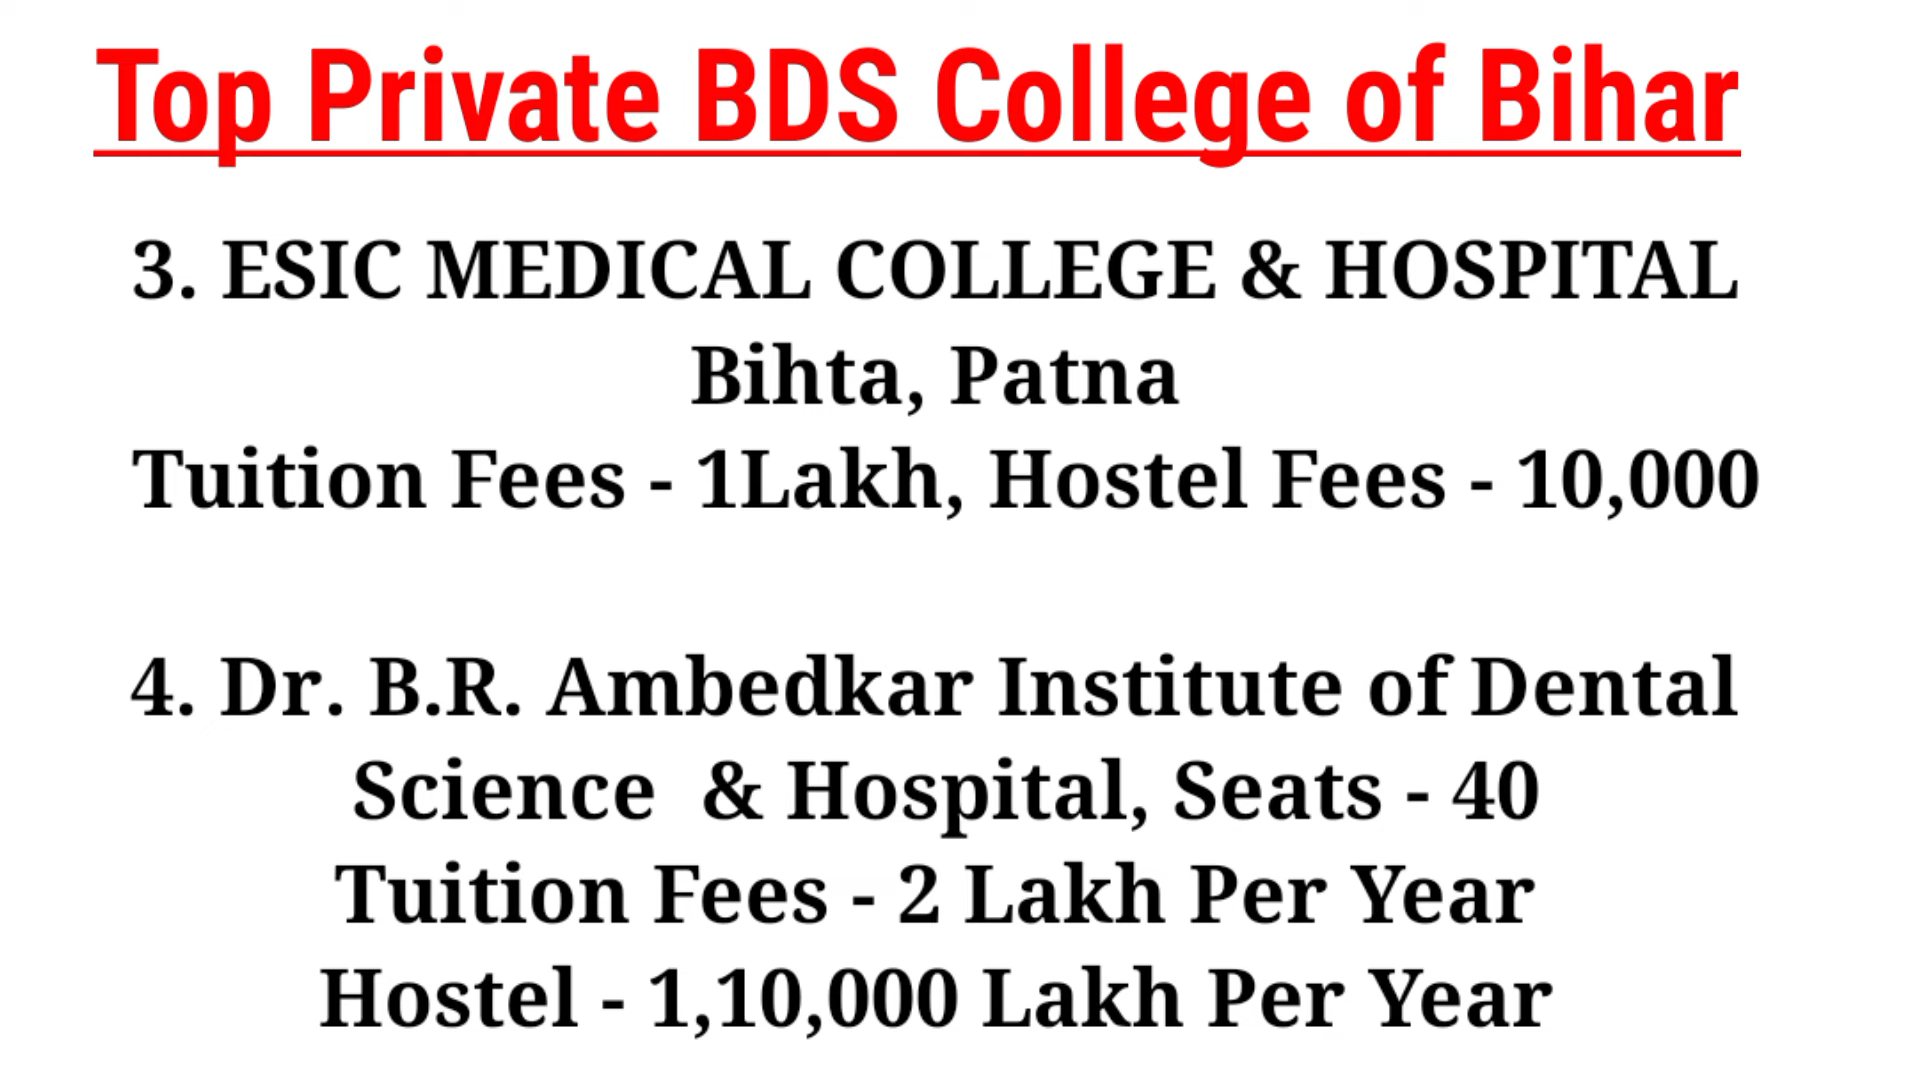 Top Private BDS College of Bihar
3. ESIC MEDICAL COLLEGE & HOSPITAL
Bihta, Patna
Tuition Fees - 1Lakh, Hostel Fees - 10,000
4. Dr. B.R. Ambedkar Institute of Dental
Science & Hospital, Seats - 40
Tuition Fees - 2 Lakh Per Year
Hostel - 1,10,000 Lakh Per Year